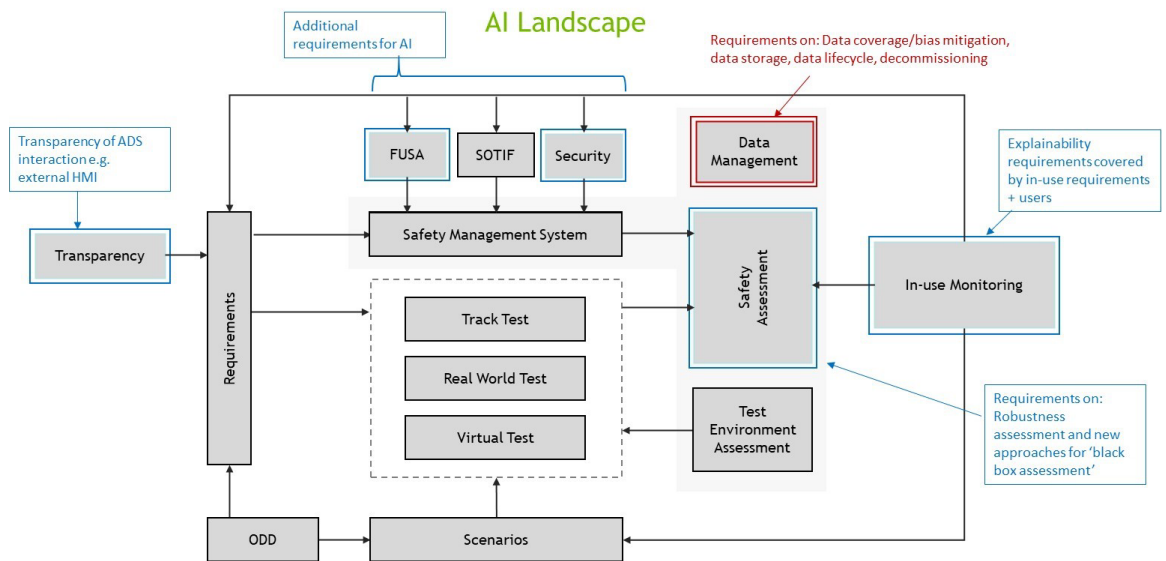 AI Landscape
Additional
requirements for AI
Requirements on: Data coverage/bias mitigation,
data storage, data lifecycle, decommissioning
Transparency of ADS
interaction e.g.
external HMI
FUSA
SOTIF
Security
Data
Management
Explainability
requirements covered
by in-use requirements
+ users
Transparency
Requirements
Safety Management System
Safety
Assessment
In-use Monitoring
Track Test
Real World Test
Virtual Test
Test
Environment
Assessment
Requirements on:
Robustness
assessment and new
approaches for ‘black
box assessment’
ODD
Scenarios